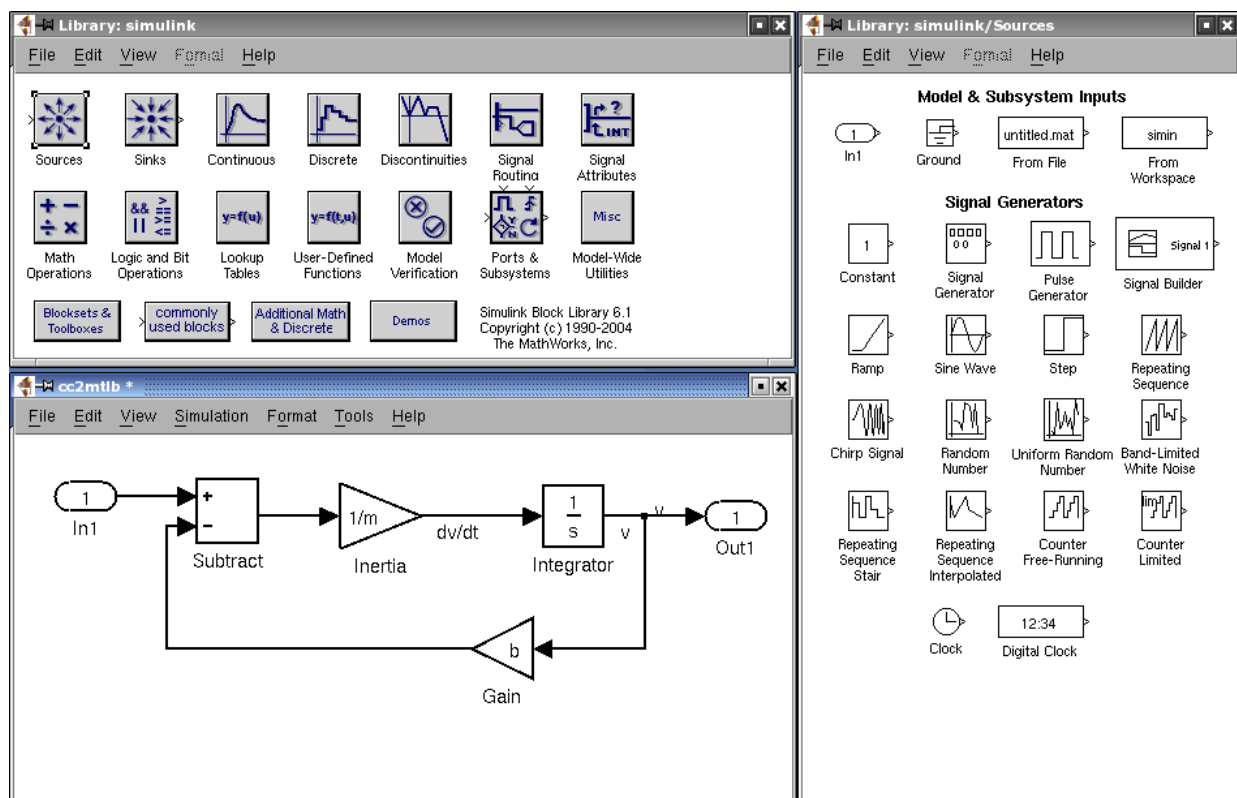 Library: simulink
File Edit View Format Help
Sources Sinks Continuous Discrete Discontinuities Signal Routing Signal Attributes
? INT
+ − ÷ ×
&& || > == >= <=
y=f(u)
y=f(t,u)
Y N
Misc
Math Operations
Logic and Bit Operations
Lookup Tables
User-Defined Functions
Model Verification
Ports & Subsystems
Model-Wide Utilities
Blocksets & Toolboxes
commonly used blocks
Additional Math & Discrete
Demos
Simulink Block Library 6.1
Copyright (c) 1990-2004
The MathWorks, Inc.
cc2mtlb *
File Edit View Simulation Format Tools Help
1
In1
+
−
Subtract
1/m
Inertia
dv/dt
1
s
Integrator
v
v
1
Out1
b
Gain
Library: simulink/Sources
File Edit View Format Help
Model & Subsystem Inputs
1
In1
Ground
untitled.mat
From File
simin
From
Workspace
Signal Generators
1
Constant
Signal
Generator
Pulse
Generator
Signal 1
Signal Builder
Ramp
Sine Wave
Step
Repeating
Sequence
Chirp Signal
Random
Number
Uniform Random
Number
Band-Limited
White Noise
Repeating
Sequence
Stair
Repeating
Sequence
Interpolated
Counter
Free-Running
lim
Counter
Limited
Clock
12:34
Digital Clock